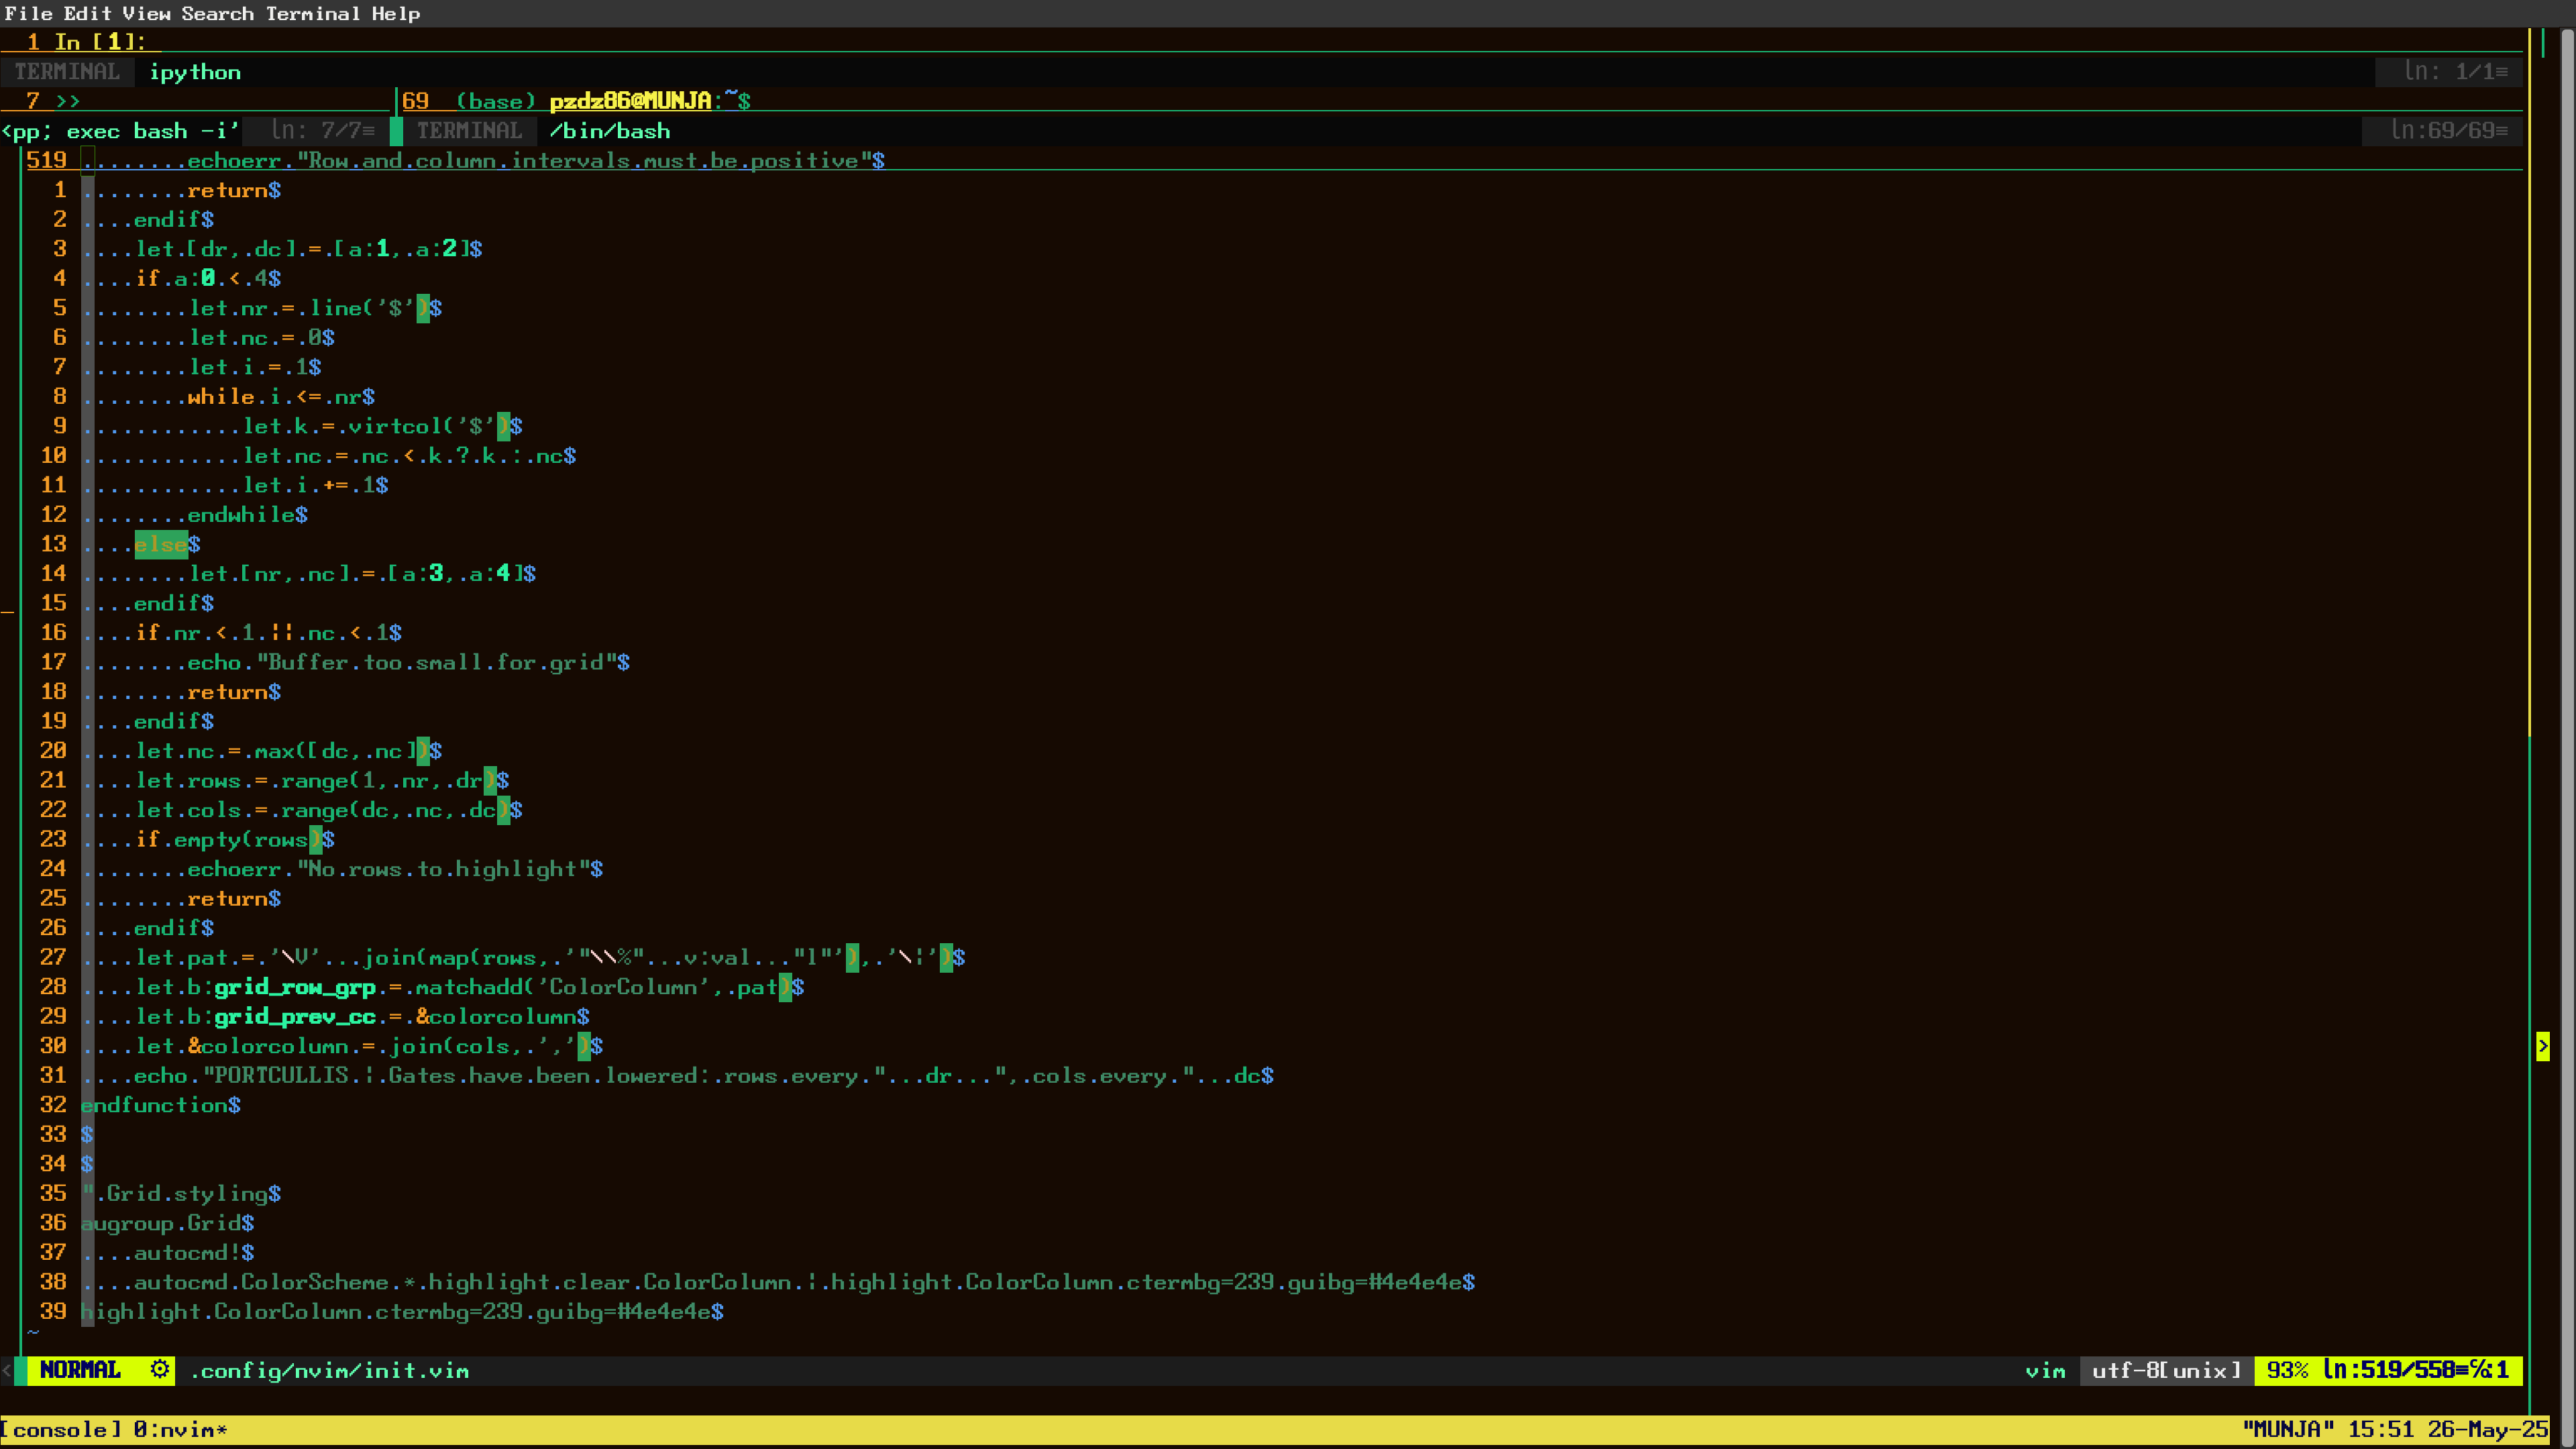 File Edit View Search Terminal Help
1 In [1]:
TERMINAL ipython ln: 1/1≡
7 >> 69 (base) pzdz86@MUNJA:~$
<pp; exec bash -i' ln: 7/7≡ TERMINAL /bin/bash ln:69/69≡
519 ........echoerr."Row.and.column.intervals.must.be.positive"$
1 ........return$
2 ....endif$
3 ....let.[dr,.dc].=.[a:1,.a:2]$
4 ....if.a:0.<.4$
5 ........let.nr.=.line('$')$
6 ........let.nc.=.0$
7 ........let.i.=.1$
8 ........while.i.<=.nr$
9 ............let.k.=.virtcol('$')$
10 ............let.nc.=.nc.<.k.?.k.:.nc$
11 ............let.i.+=.1$
12 ........endwhile$
13 ....else$
14 ........let.[nr,.nc].=.[a:3,.a:4]$
15 ....endif$
16 ....if.nr.<.1.||.nc.<.1$
17 ........echo."Buffer.too.small.for.grid"$
18 ........return$
19 ....endif$
20 ....let.nc.=.max([dc,.nc])$
21 ....let.rows.=.range(1,.nr,.dr)$
22 ....let.cols.=.range(dc,.nc,.dc)$
23 ....if.empty(rows)$
24 ........echoerr."No.rows.to.highlight"$
25 ........return$
26 ....endif$
27 ....let.pat.=.'\V'...join(map(rows,.'"\\%"...v:val..."l"'),.'\|')$
28 ....let.b:grid_row_grp.=.matchadd('ColorColumn',.pat)$
29 ....let.b:grid_prev_cc.=.&colorcolumn$
30 ....let.&colorcolumn.=.join(cols,.',')$
31 ....echo."PORTCULLIS.|.Gates.have.been.lowered:.rows.every."...dr...",.cols.every."...dc$
32 endfunction$
33 $
34 $
35 ".Grid.styling$
36 augroup.Grid$
37 ....autocmd!$
38 ....autocmd.ColorScheme.*.highlight.clear.ColorColumn.|.highlight.ColorColumn.ctermbg=239.guibg=#4e4e4e$
39 highlight.ColorColumn.ctermbg=239.guibg=#4e4e4e$
~
< NORMAL ⚙ .config/nvim/init.vim vim utf-8[unix] 93% ln:519/558≡℅:1
[console] 0:nvim* "MUNJA" 15:51 26-May-25